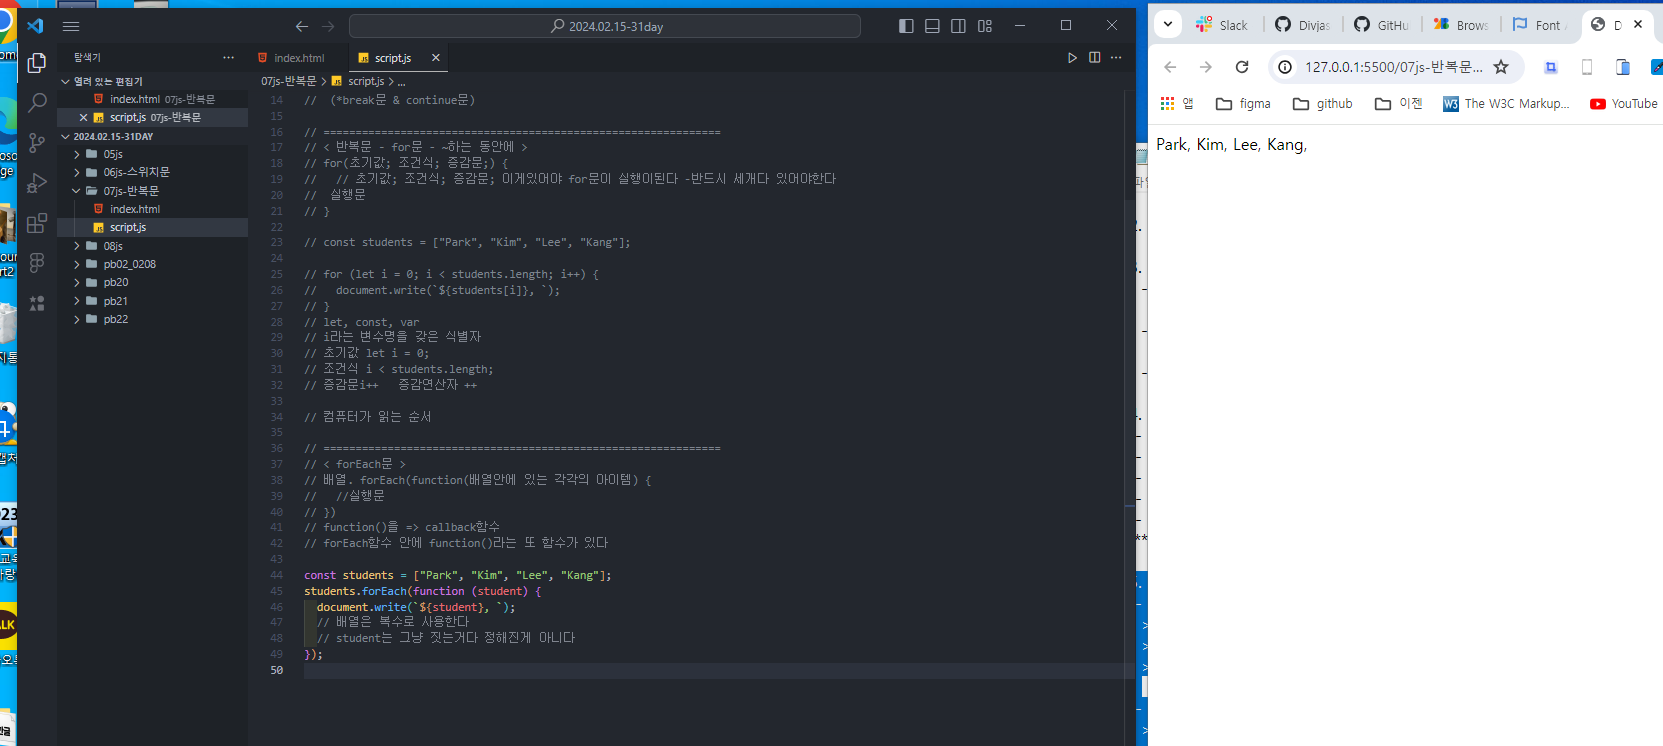 2024.02.15-31day
탐색기
index.html
script.js
열려 있는 편집기
index.html 07js-반복문
script.js 07js-반복문
2024.02.15-31DAY
05js
06js-스위치문
07js-반복문
index.html
script.js
08js
pb02_0208
pb20
pb21
pb22
07js-반복문 > script.js > ...
14 //  (*break문 & continue문)
15
16 // ==============================================================
17 // < 반복문 - for문 - ~하는 동안에 >
18 // for(초기값; 조건식; 증감문;) {
19 //   // 초기값; 조건식; 증감문; 이게있어야 for문이 실행이된다 -반드시 세개다 있어야한다
20 //  실행문
21 // }
22
23 // const students = ["Park", "Kim", "Lee", "Kang"];
24
25 // for (let i = 0; i < students.length; i++) {
26 //   document.write(`${students[i]}, `);
27 // }
28 // let, const, var
29 // i라는 변수명을 갖은 식별자
30 // 초기값 let i = 0;
31 // 조건식 i < students.length;
32 // 증감문i++   증감연산자 ++
33
34 // 컴퓨터가 읽는 순서
35
36 // ==============================================================
37 // < forEach문 >
38 // 배열. forEach(function(배열안에 있는 각각의 아이템) {
39 //   //실행문
40 // })
41 // function()을 => callback함수
42 // forEach함수 안에 function()라는 또 함수가 있다
43
44 const students = ["Park", "Kim", "Lee", "Kang"];
45 students.forEach(function (student) {
46   document.write(`${student}, `);
47   // 배열은 복수로 사용한다
48   // student는 그냥 짓는거다 정해진게 아니다
49 });
50
Slack
Divjas
GitHu
Brows
Font
D
127.0.0.1:5500/07js-반복문...
앱
figma
github
이젠
The W3C Markup...
YouTube
Park, Kim, Lee, Kang,